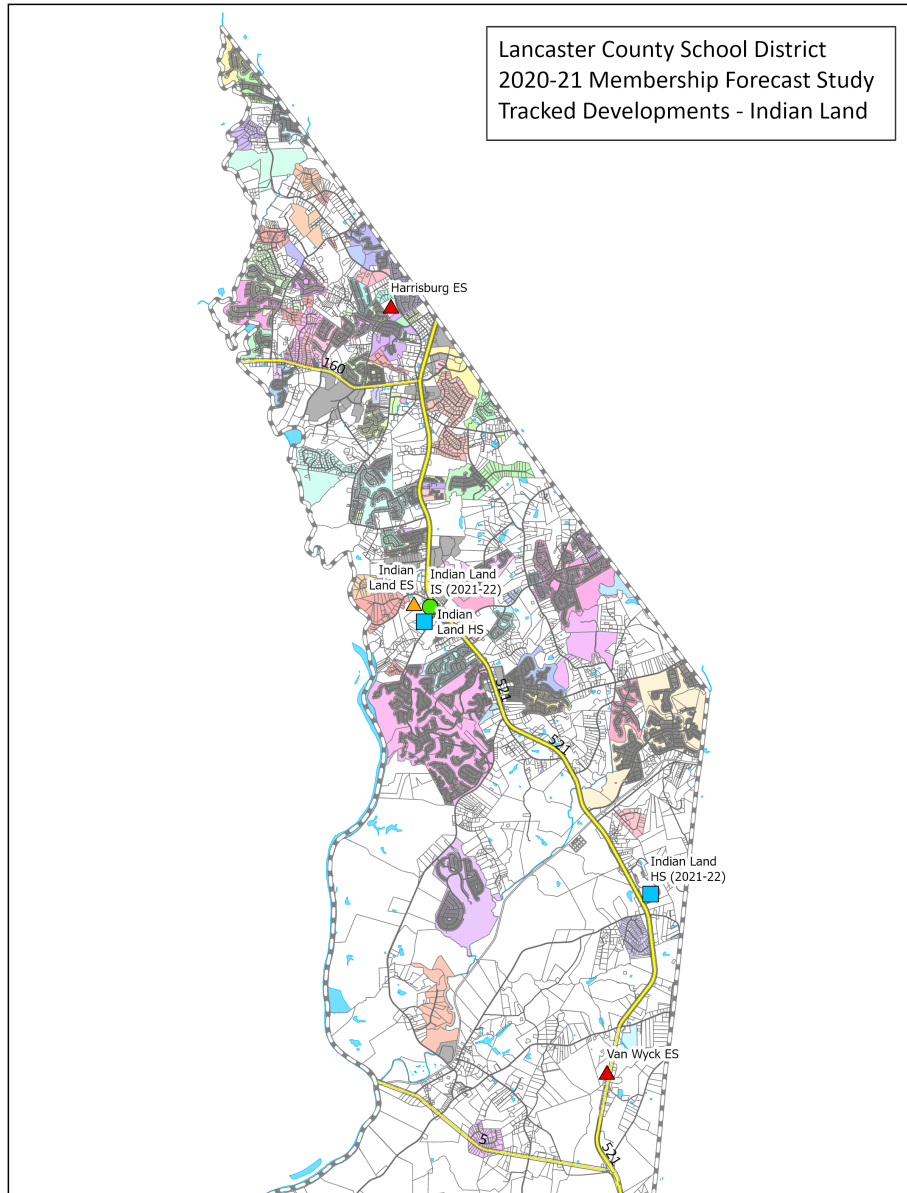 Lancaster County School District
2020-21 Membership Forecast Study
Tracked Developments - Indian Land
Harrisburg ES
160
Indian
Land ES
Indian Land
IS (2021-22)
Indian
Land HS
521
521
Indian Land
HS (2021-22)
Van Wyck ES
5
521